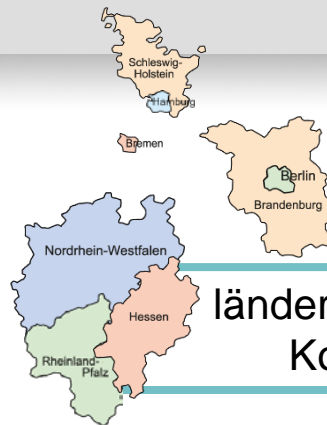 Schleswig-
Holstein
Hamburg
Bremen
Berlin
Brandenburg
Nordrhein-Westfalen
Hessen
Rheinland-
Pfalz
länder
Ko